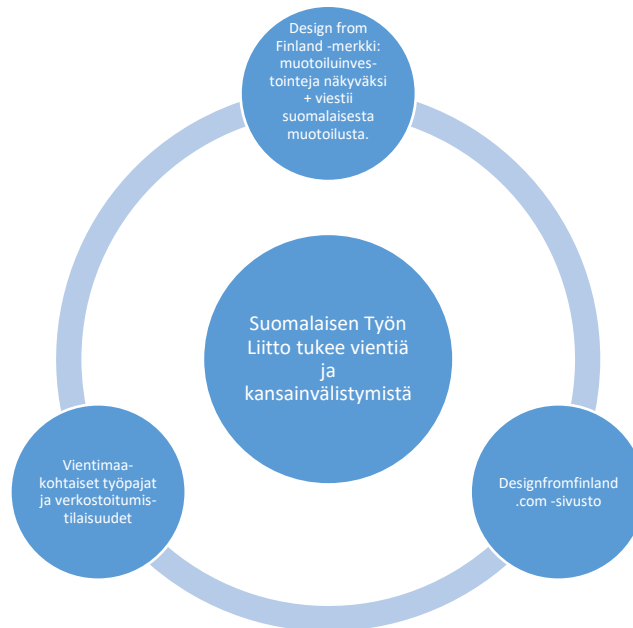 Design from
Finland -merkki:
muotoiluinves-
tointeja näkyväksi
+ viestii
suomalaisesta
muotoilusta.
Suomalaisen Työn
Liitto tukee vientiä
ja
kansainvälistymistä
Vientimaa-
kohtaiset työpajat
ja verkostoitumis-
tilaisuudet
Designfromfinland
.com -sivusto